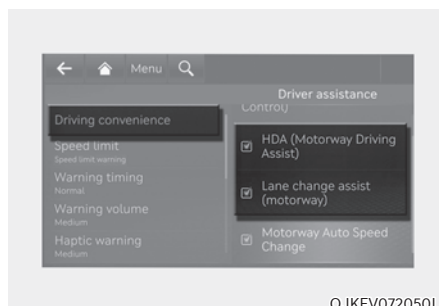 Menu
Driver assistance
Driving convenience
Speed limit
Speed limit warning
Warning timing
Normal
Warning volume
Medium
Haptic warning
Medium
Control)
HDA (Motorway Driving
Assist)
Lane change assist
(motorway)
Motorway Auto Speed
Change